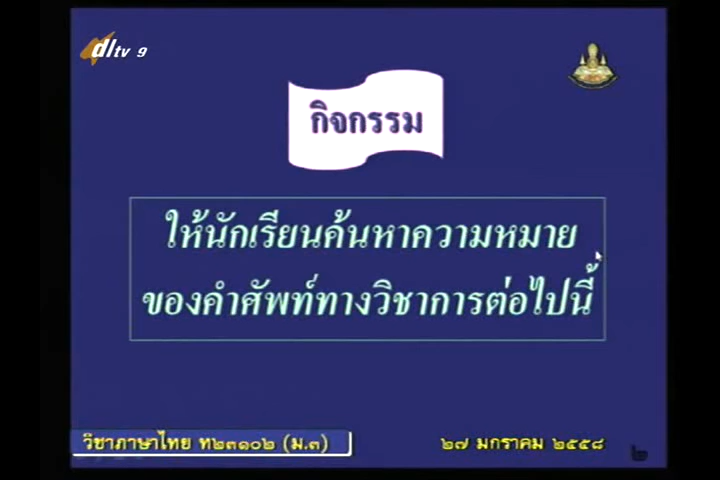 dltv 9
กิจกรรม
ให้นักเรียนค้นหาความหมาย
ของคำศัพท์ทางวิชาการต่อไปนี้
วิชาภาษาไทย ท๒๓๑๐๒ (ม.๓)
๒๗ มกราคม ๒๕๕๘
๒